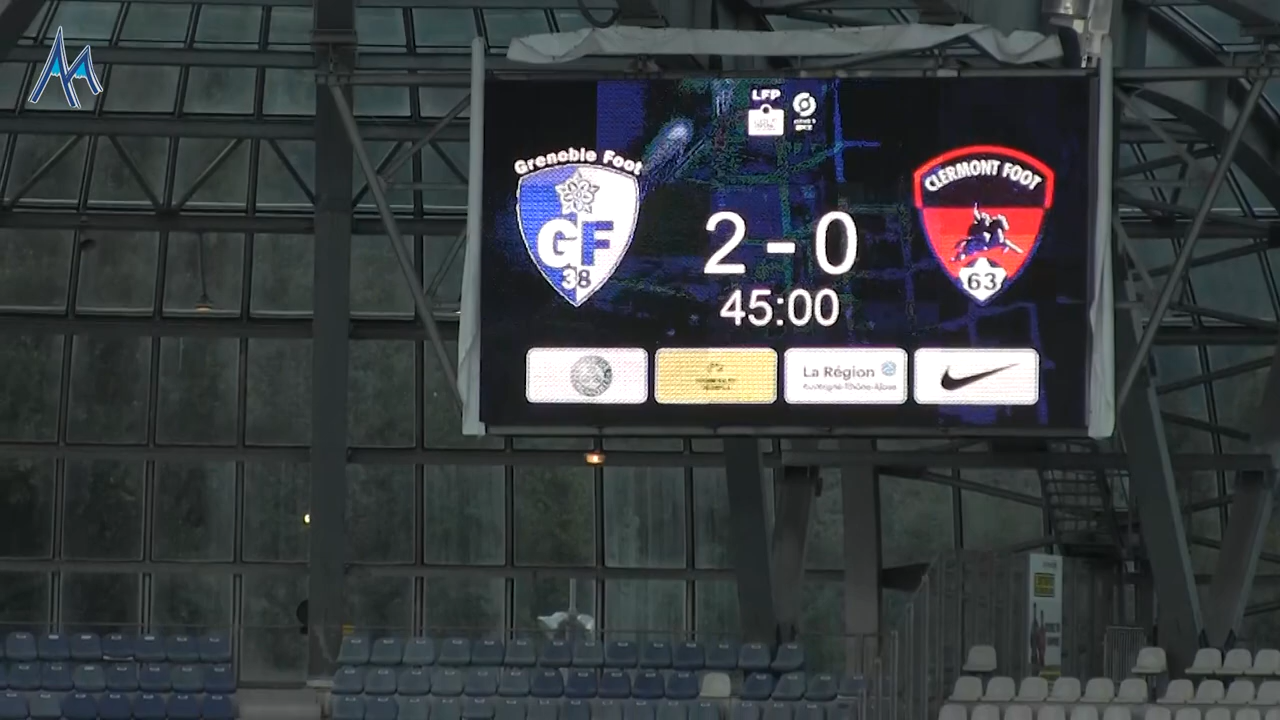 LFP
Grenoble Foot
GF
38
CLERMONT FOOT
63
2 - 0
45:00
La Région
Auvergne-Rhône-Alpes